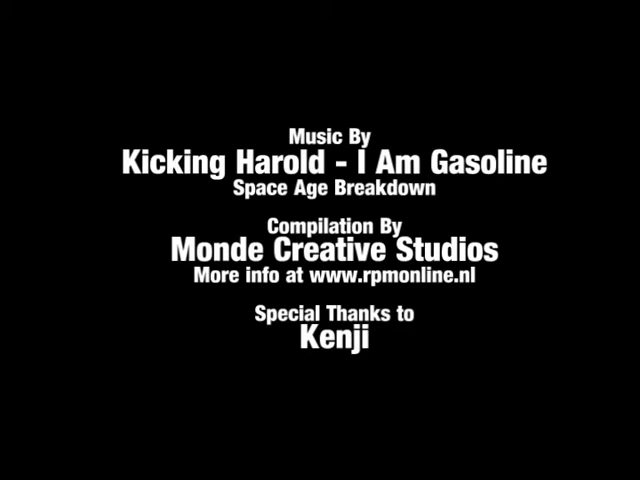 Music By
Kicking Harold - I Am Gasoline
Space Age Breakdown
Compilation By
Monde Creative Studios
More info at www.rpmonline.nl
Special Thanks to
Kenji